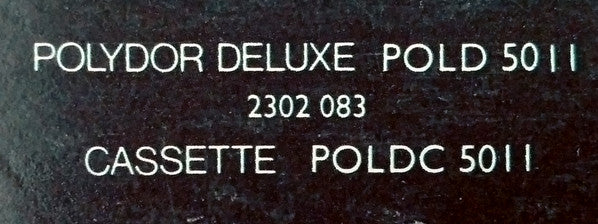 POLYDOR DELUXE POLD 5011
2302 083
CASSETTE POLDC 5011